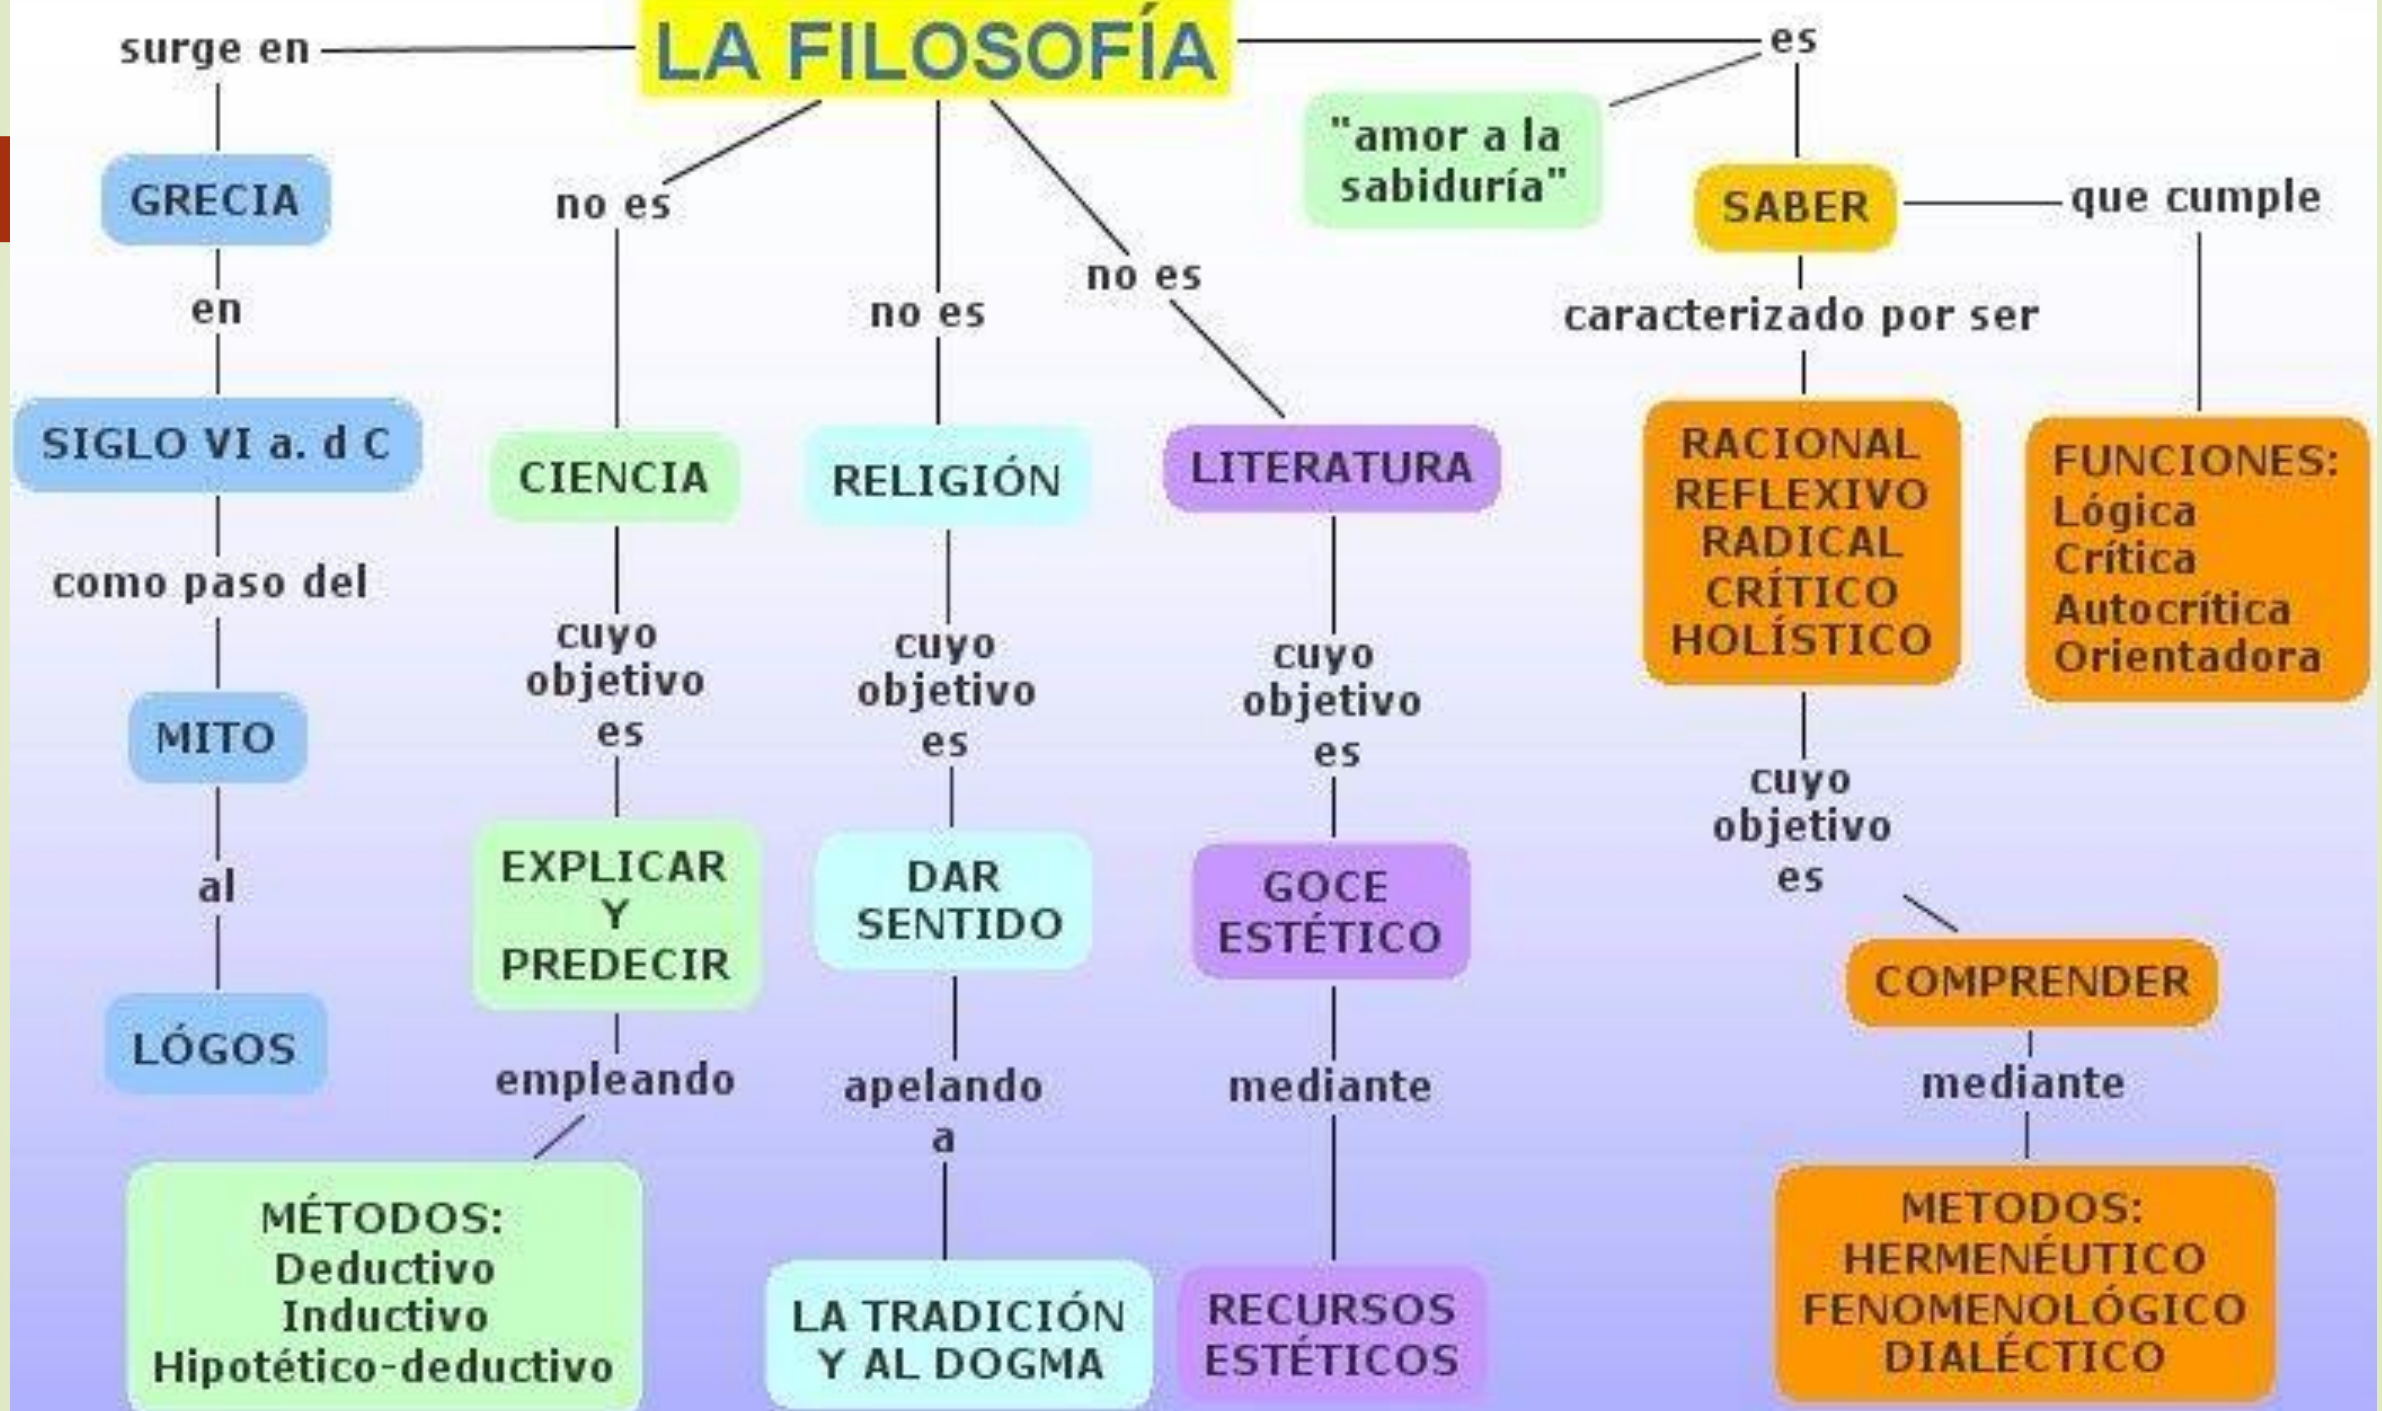 LA FILOSOFÍA
surge en
GRECIA
en
SIGLO VI a. d C
como paso del
MITO
al
LÓGOS
no es
CIENCIA
cuyo
objetivo
es
EXPLICAR
Y
PREDECIR
empleando
MÉTODOS:
Deductivo
Inductivo
Hipotético-deductivo
no es
RELIGIÓN
cuyo
objetivo
es
DAR
SENTIDO
apelando
a
LA TRADICIÓN
Y AL DOGMA
no es
LITERATURA
cuyo
objetivo
es
GOCE
ESTÉTICO
mediante
RECURSOS
ESTÉTICOS
es
"amor a la
sabiduría"
SABER
caracterizado por ser
RACIONAL
REFLEXIVO
RADICAL
CRÍTICO
HOLÍSTICO
cuyo
objetivo
es
COMPRENDER
mediante
METODOS:
HERMENÉUTICO
FENOMENOLÓGICO
DIALÉCTICO
que cumple
FUNCIONES:
Lógica
Crítica
Autocrítica
Orientadora